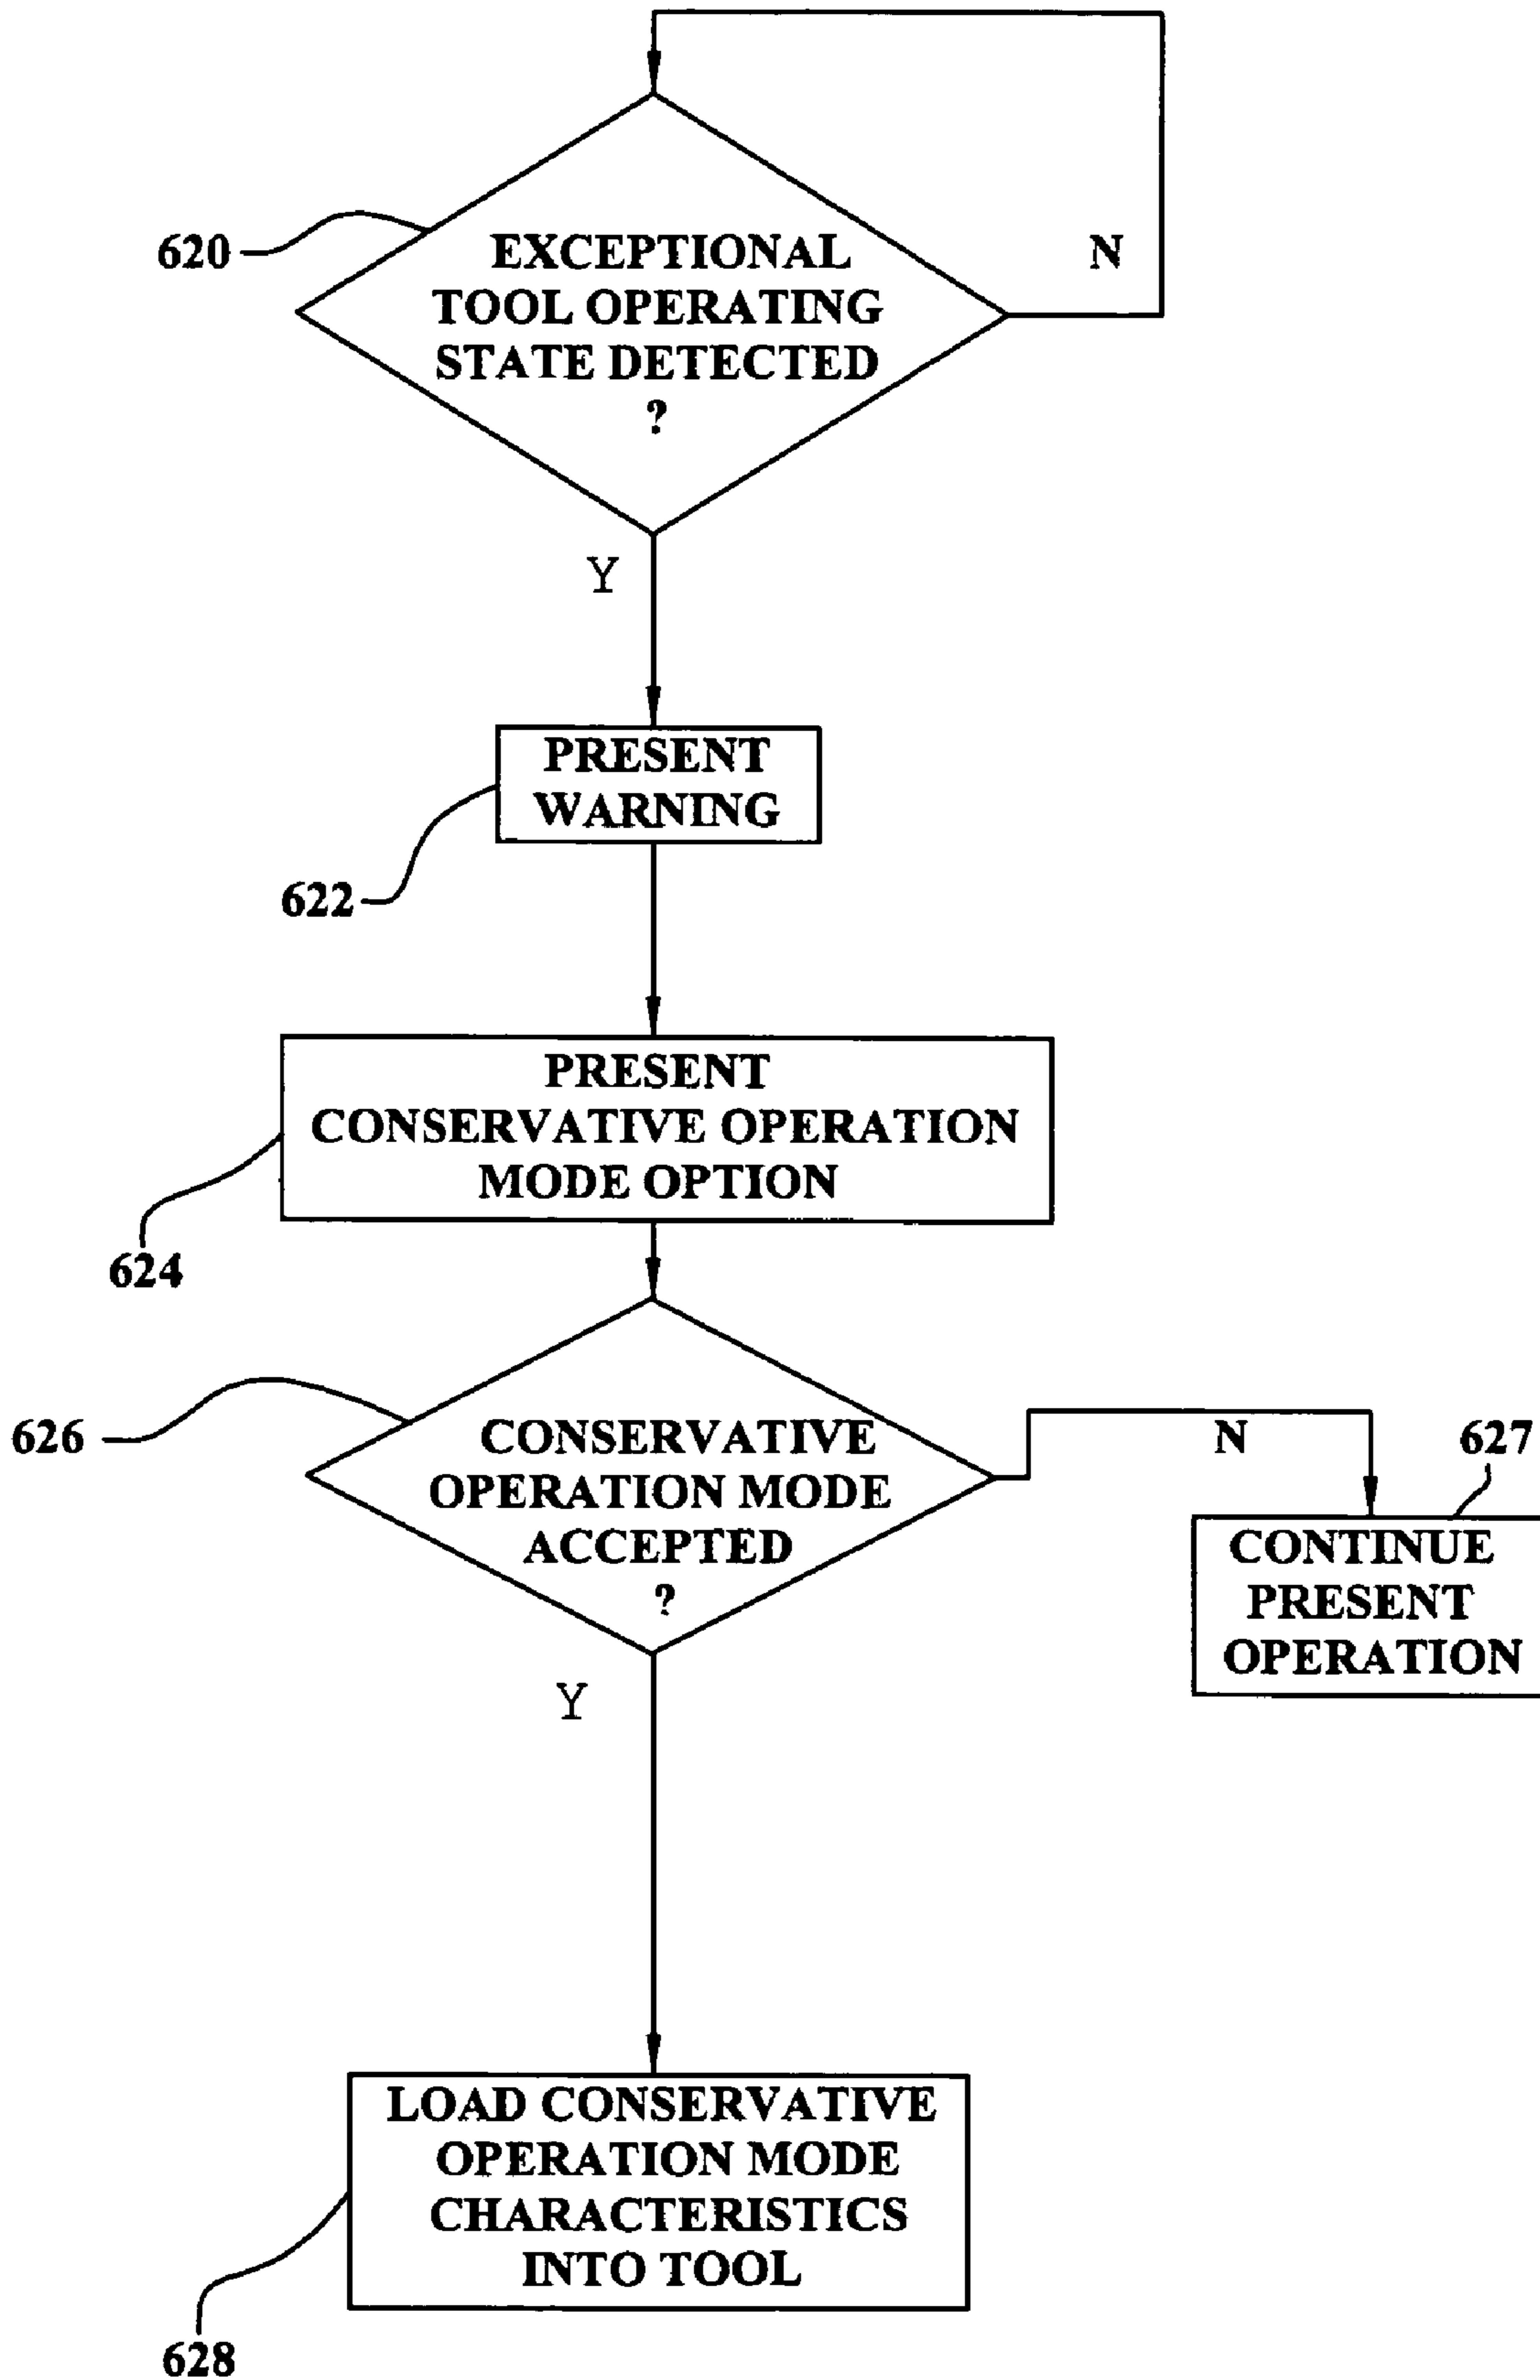 620
EXCEPTIONAL
TOOL OPERATING
STATE DETECTED
?
N
Y
PRESENT
WARNING
622
PRESENT
CONSERVATIVE OPERATION
MODE OPTION
624
626
CONSERVATIVE
OPERATION MODE
ACCEPTED
?
N
627
CONTINUE
PRESENT
OPERATION
Y
LOAD CONSERVATIVE
OPERATION MODE
CHARACTERISTICS
INTO TOOL
628